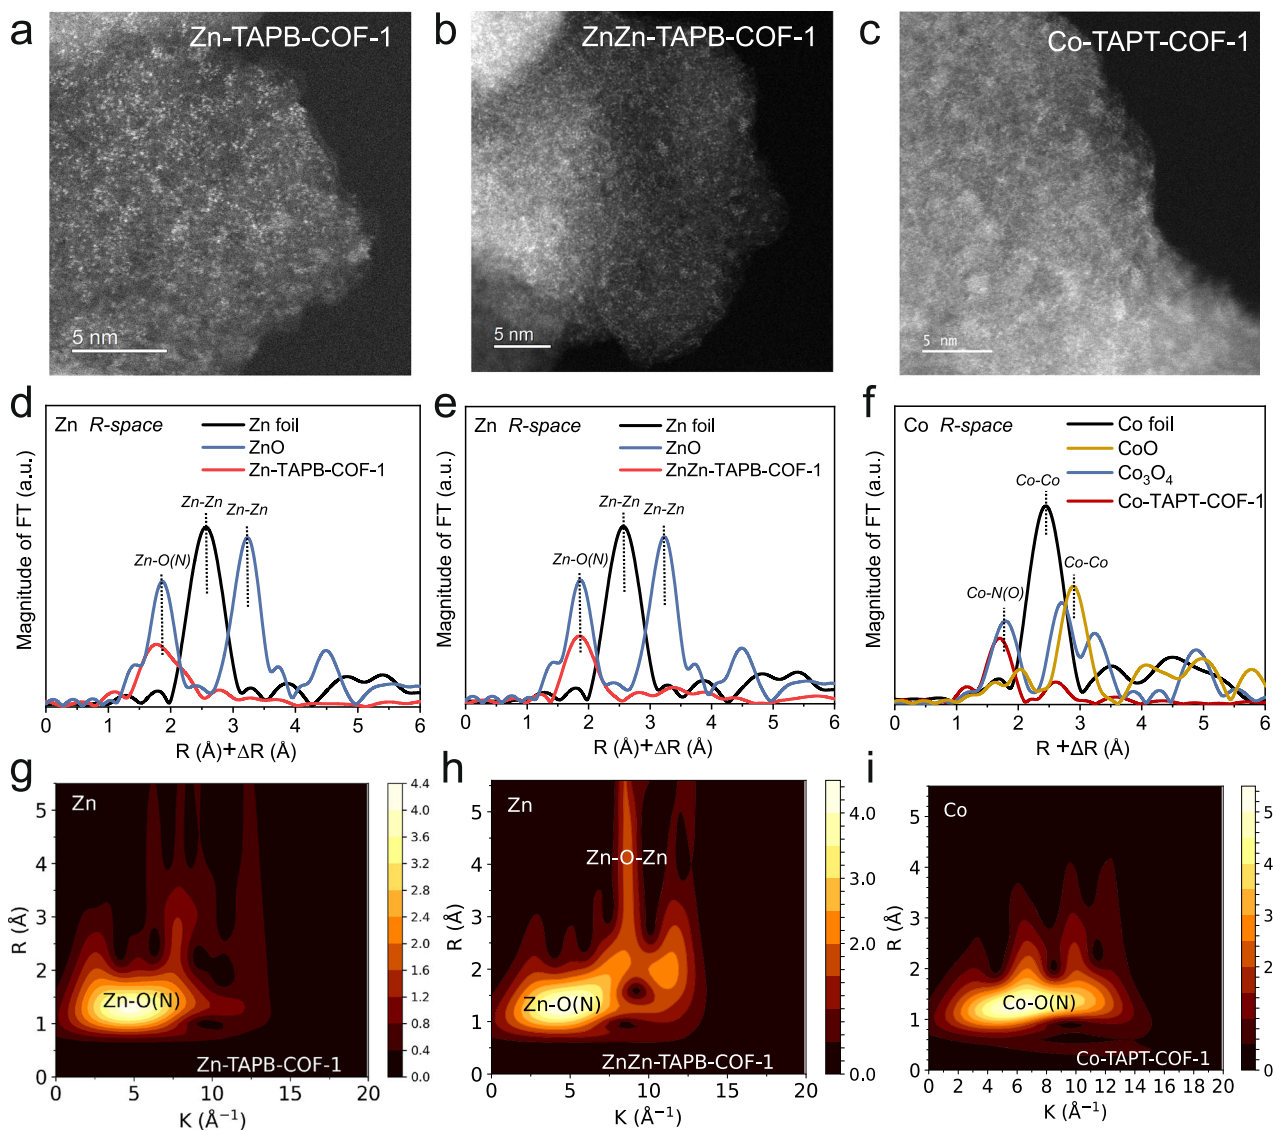 a
Zn-TAPB-COF-1
5 nm
b
ZnZn-TAPB-COF-1
5 nm
c
Co-TAPT-COF-1
5 nm
d
Zn R-space
Zn foil
ZnO
Zn-TAPB-COF-1
Zn-O(N)
Zn-Zn
Zn-Zn
Magnitude of FT (a.u.)
0 1 2 3 4 5 6
R (Å)+ΔR (Å)
e
Zn R-space
Zn foil
ZnO
ZnZn-TAPB-COF-1
Zn-O(N)
Zn-Zn
Zn-Zn
Magnitude of FT (a.u.)
0 1 2 3 4 5 6
R (Å)+ΔR (Å)
f
Co R-space
Co foil
CoO
Co₃O₄
Co-TAPT-COF-1
Co-Co
Co-Co
Co-N(O)
Magnitude of FT (a.u.)
0 1 2 3 4 5 6
R +ΔR (Å)
g
Zn
Zn-O(N)
Zn-TAPB-COF-1
R (Å)
5
4
3
2
1
0
0 5 10 15 20
K (Å⁻¹)
4.4
4.0
3.6
3.2
2.8
2.4
2.0
1.6
1.2
0.8
0.4
0.0
h
Zn
Zn-O-Zn
Zn-O(N)
ZnZn-TAPB-COF-1
R (Å)
5
4
3
2
1
0
0 5 10 15 20
K (Å⁻¹)
4.0
3.0
2.0
1.0
0.0
i
Co
Co-O(N)
Co-TAPT-COF-1
R (Å)
5
4
3
2
1
0
0 2 4 6 8 10 12 14 16 18 20
K (Å⁻¹)
5
4
3
2
1
0